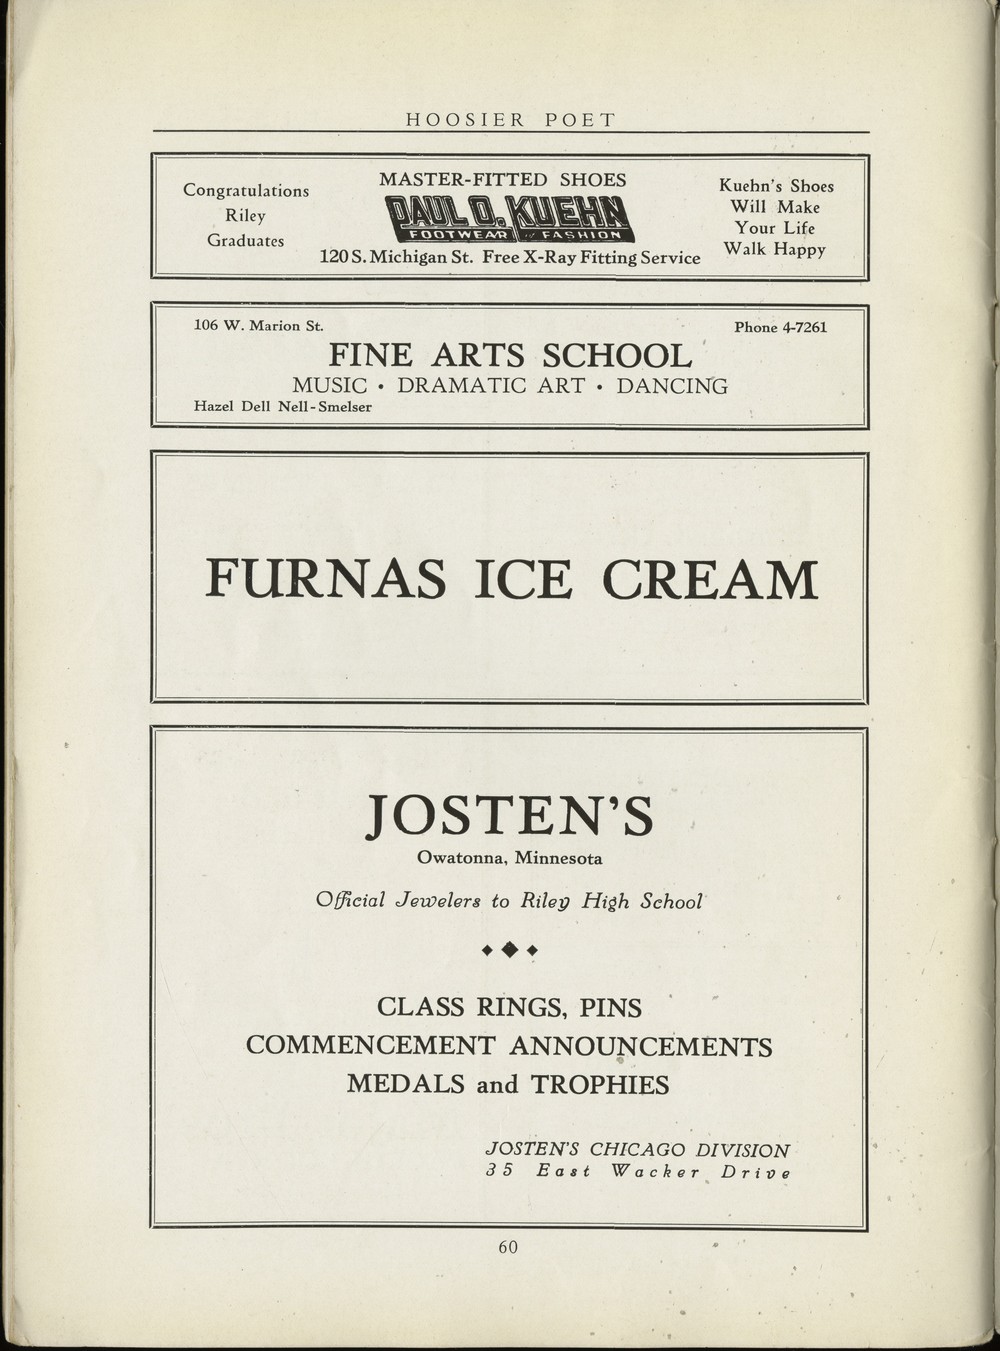 HOOSIER POET
Congratulations
Riley
Graduates
MASTER-FITTED SHOES
PAUL O. KUEHN
FOOTWEAR of FASHION
120 S. Michigan St. Free X-Ray Fitting Service
Kuehn's Shoes
Will Make
Your Life
Walk Happy
106 W. Marion St.
Phone 4-7261
FINE ARTS SCHOOL
MUSIC • DRAMATIC ART • DANCING
Hazel Dell Nell-Smelser
FURNAS ICE CREAM
JOSTEN'S
Owatonna, Minnesota
Official Jewelers to Riley High School
CLASS RINGS, PINS
COMMENCEMENT ANNOUNCEMENTS
MEDALS and TROPHIES
JOSTEN'S CHICAGO DIVISION
35 East Wacker Drive
60